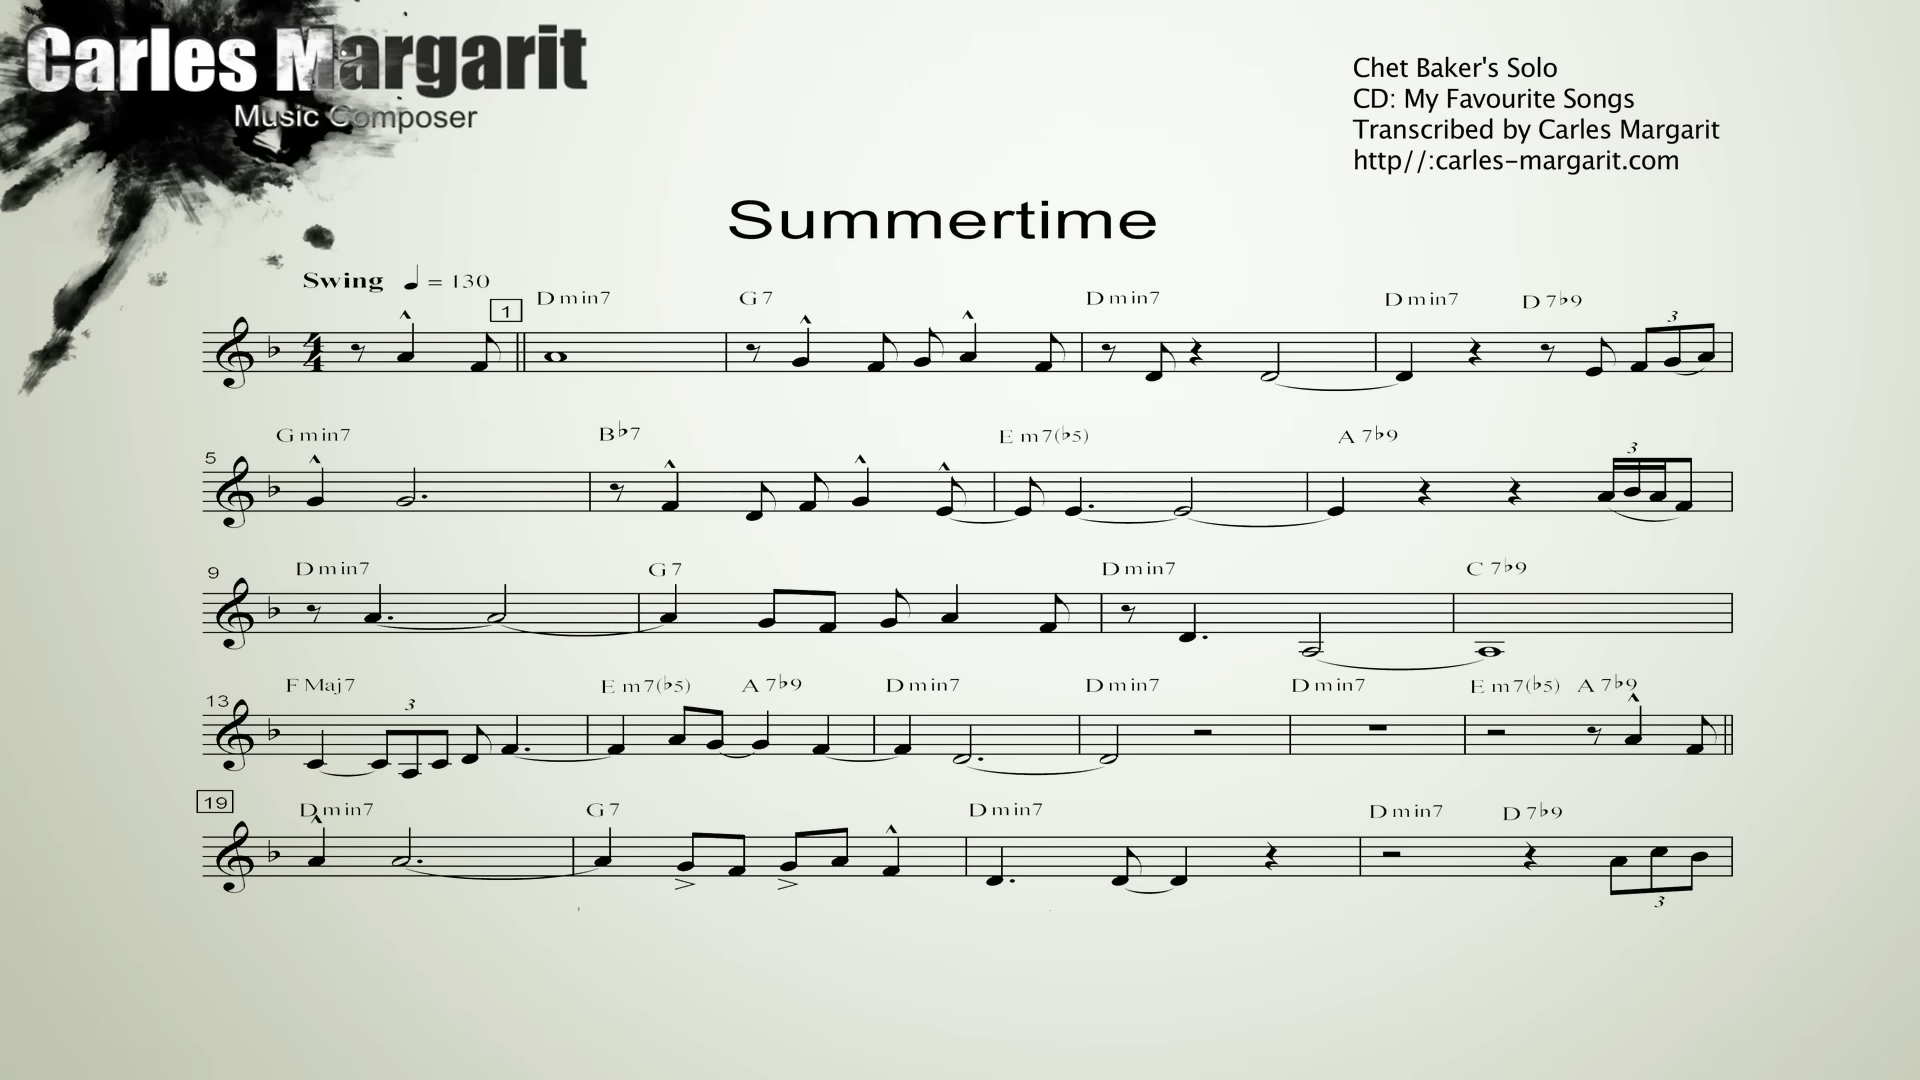 Carles Margarit
Music Composer
Chet Baker's Solo
CD: My Favourite Songs
Transcribed by Carles Margarit
http//:carles-margarit.com
Summertime
Swing ♩ = 130
1 Dmin7 G7 Dmin7 Dmin7 D7♭9
3
4
4
5 Gmin7 B♭7 Em7(♭5) A7♭9
3
9 Dmin7 G7 Dmin7 C7♭9
13 FMaj7 Em7(♭5) A7♭9 Dmin7 Dmin7 Dmin7 Em7(♭5) A7♭9
3
19 Dmin7 G7 Dmin7 Dmin7 D7♭9
3